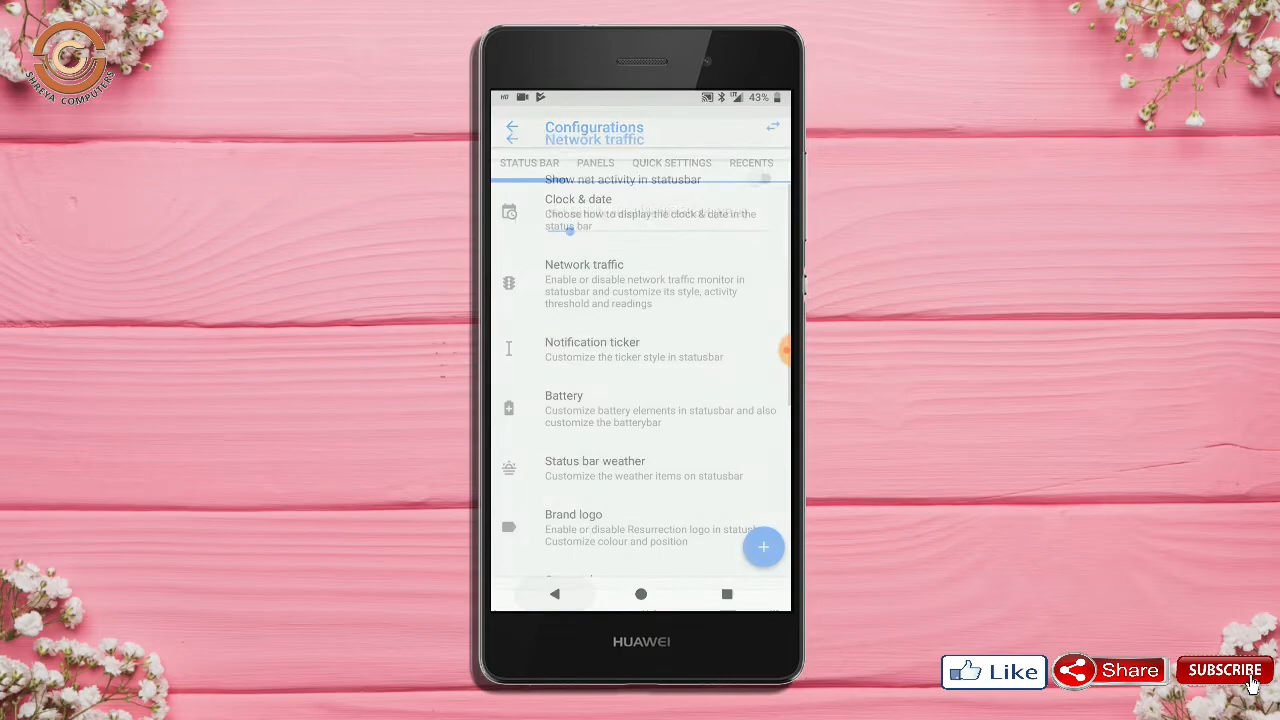 SHREYA COMPUTERS
HD
LTE
43%
Configurations
Network traffic
STATUS BAR PANELS QUICK SETTINGS RECENTS
Show net activity in statusbar
Clock & date
Choose how to display the clock & date in the
status bar
Network traffic
Enable or disable network traffic monitor in
statusbar and customize its style, activity
threshold and readings
Notification ticker
Customize the ticker style in statusbar
Battery
Customize battery elements in statusbar and also
customize the batterybar
Status bar weather
Customize the weather items on statusbar
Brand logo
Enable or disable Resurrection logo in
Customize colour and position
HUAWEI
Like
Share
SUBSCRIBE